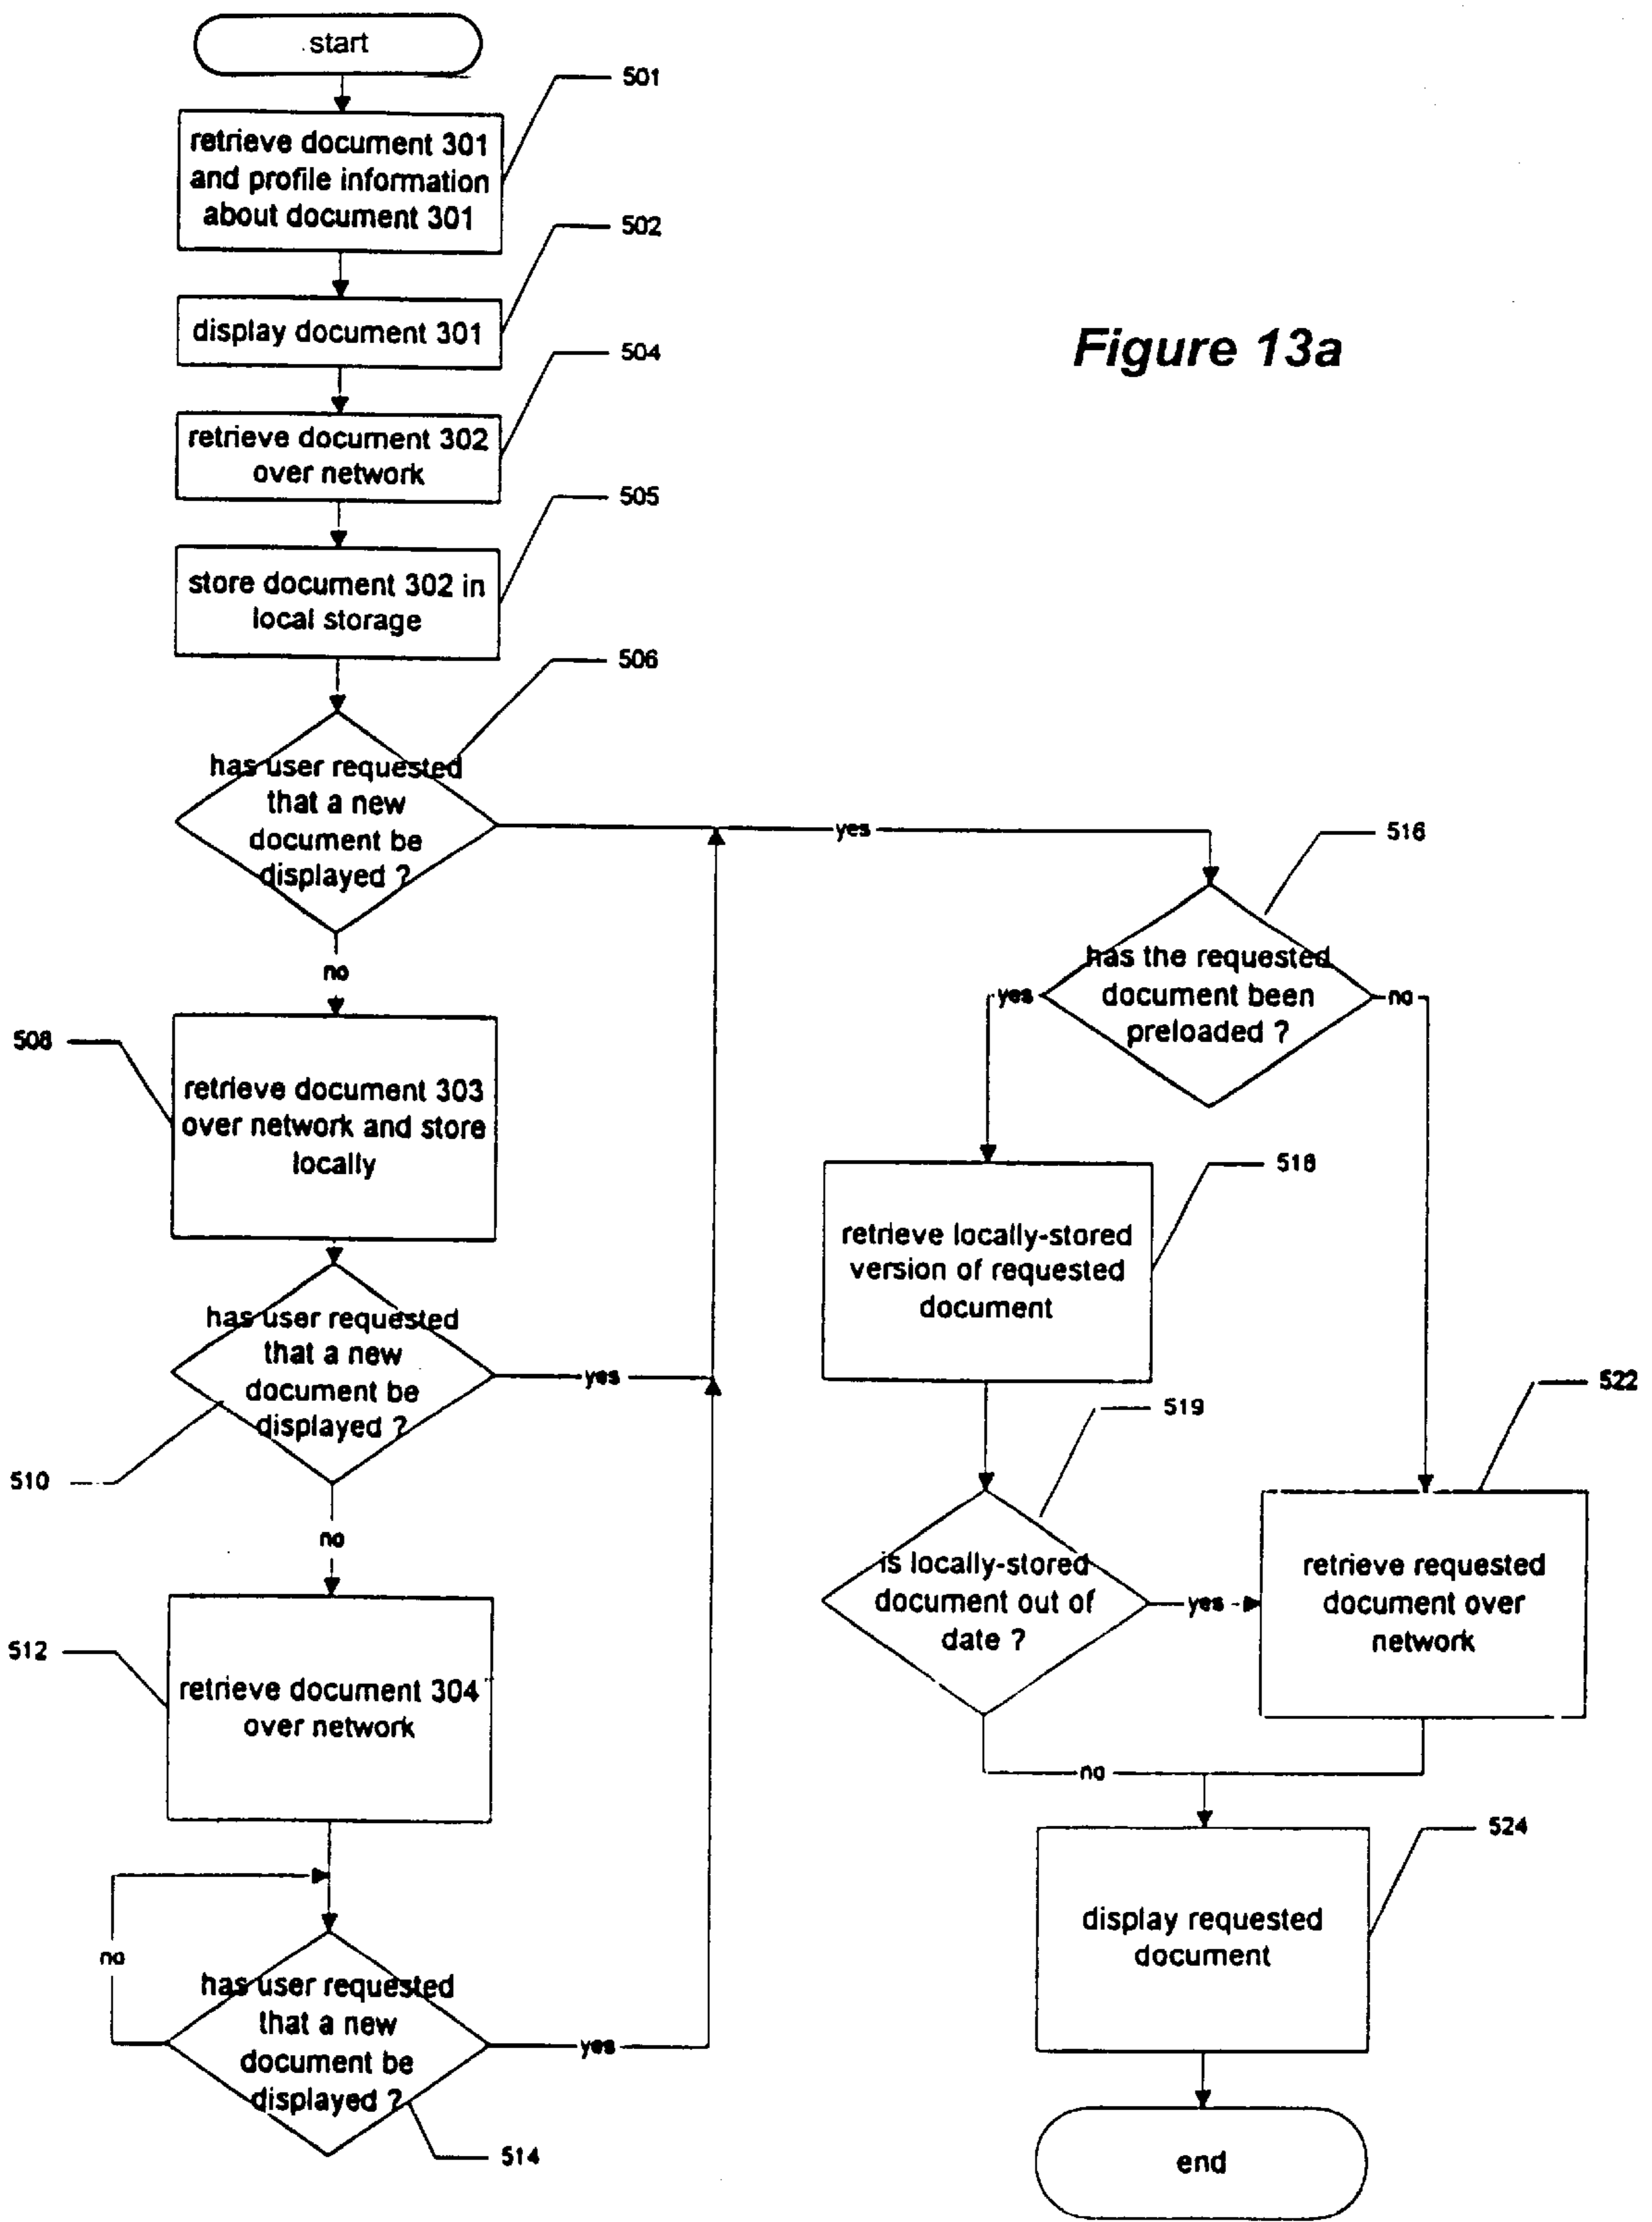 start
501
retrieve document 301
and profile information
about document 301
502
display document 301
Figure 13a
504
retrieve document 302
over network
505
store document 302 in
local storage
506
has user requested
that a new
document be
displayed ?
yes
516
no
has the requested
document been
preloaded ?
yes
no
508
retrieve document 303
over network and store
locally
518
retrieve locally-stored
version of requested
document
has user requested
that a new
document be
displayed ?
yes
510
no
519
522
is locally-stored
document out of
date ?
yes
retrieve requested
document over
network
512
retrieve document 304
over network
no
524
display requested
document
no
has user requested
that a new
document be
displayed ?
yes
514
end